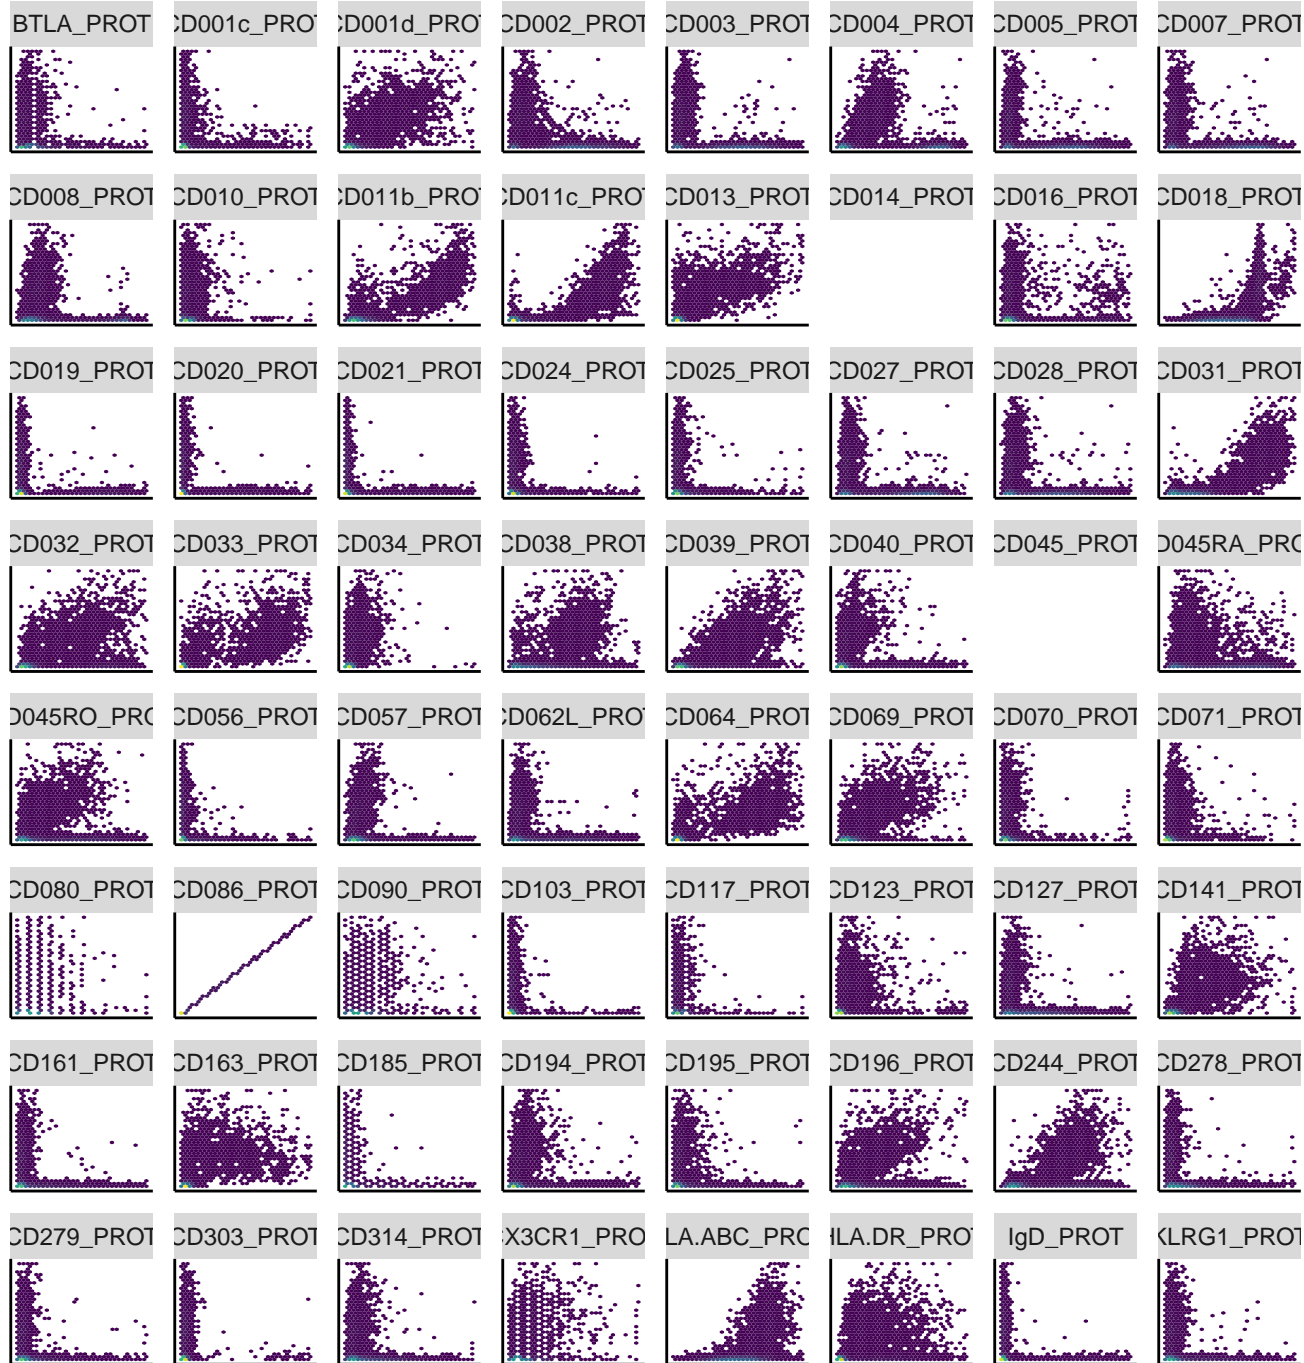 BTLA_PROT CD001c_PROT CD001d_PROT CD002_PROT CD003_PROT CD004_PROT CD005_PROT CD007_PROT
CD008_PROT CD010_PROT CD011b_PROT CD011c_PROT CD013_PROT CD014_PROT CD016_PROT CD018_PROT
CD019_PROT CD020_PROT CD021_PROT CD024_PROT CD025_PROT CD027_PROT CD028_PROT CD031_PROT
CD032_PROT CD033_PROT CD034_PROT CD038_PROT CD039_PROT CD040_PROT CD045_PROT D045RA_PRO
D045RO_PRO CD056_PROT CD057_PROT CD062L_PROT CD064_PROT CD069_PROT CD070_PROT CD071_PROT
CD080_PROT CD086_PROT CD090_PROT CD103_PROT CD117_PROT CD123_PROT CD127_PROT CD141_PROT
CD161_PROT CD163_PROT CD185_PROT CD194_PROT CD195_PROT CD196_PROT CD244_PROT CD278_PROT
CD279_PROT CD303_PROT CD314_PROT CX3CR1_PRO LA.ABC_PRO HLA.DR_PROT IgD_PROT KLRG1_PROT